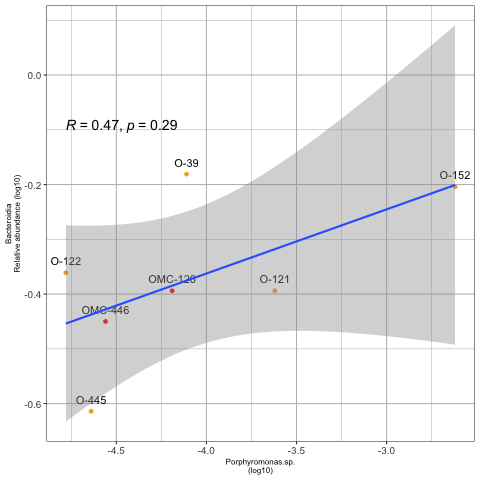 0.0
-0.2
-0.4
-0.6
Bacteroidia
Relative abundance (log10)
R = 0.47, p = 0.29
O-39
O-152
O-122
OMC-126
O-121
OMC-446
O-445
-4.5
-4.0
-3.5
-3.0
Porphyromonas.sp.
(log10)